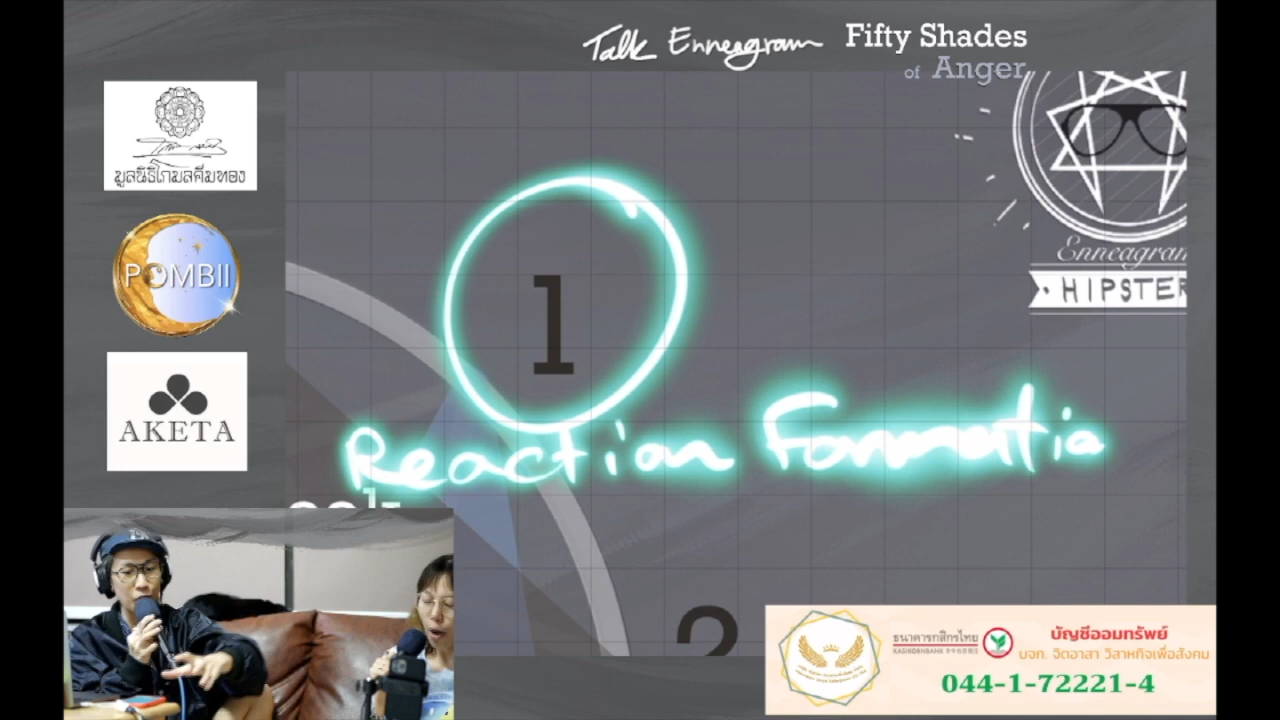 Talk Enneagram
Fifty Shades
of Anger
มูลนิธิโกมลคีมทอง
POMBII
AKETA
1
Reaction Formatio
2
Enneagram
HIPSTER
ธนาคารกสิกรไทย
KASIKORNBANK
บัญชีออมทรัพย์
มจก. จิตอาสา วิสาหกิจเพื่อสังคม
044-1-72221-4